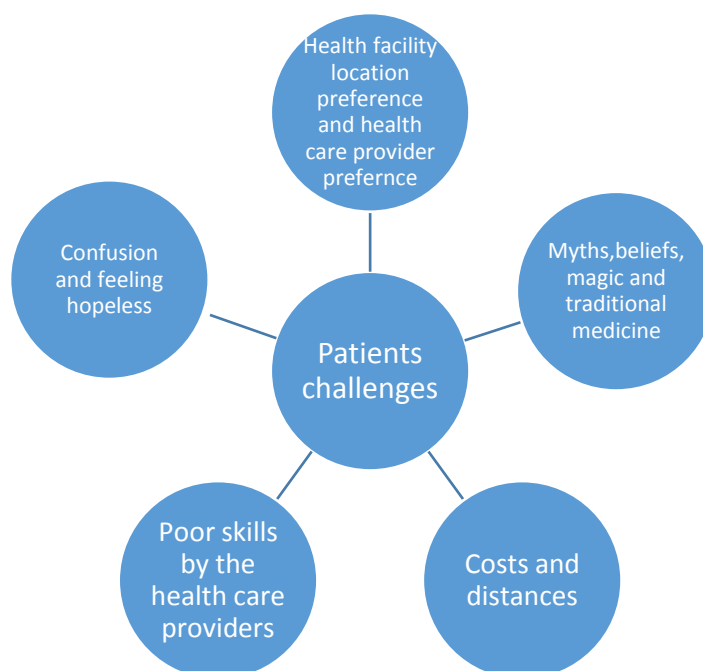 Health facility
location
preference
and health
care provider
prefernce
Confusion
and feeling
hopeless
Myths,beliefs,
magic and
traditional
medicine
Patients
challenges
Poor skills
by the
health care
providers
Costs and
distances